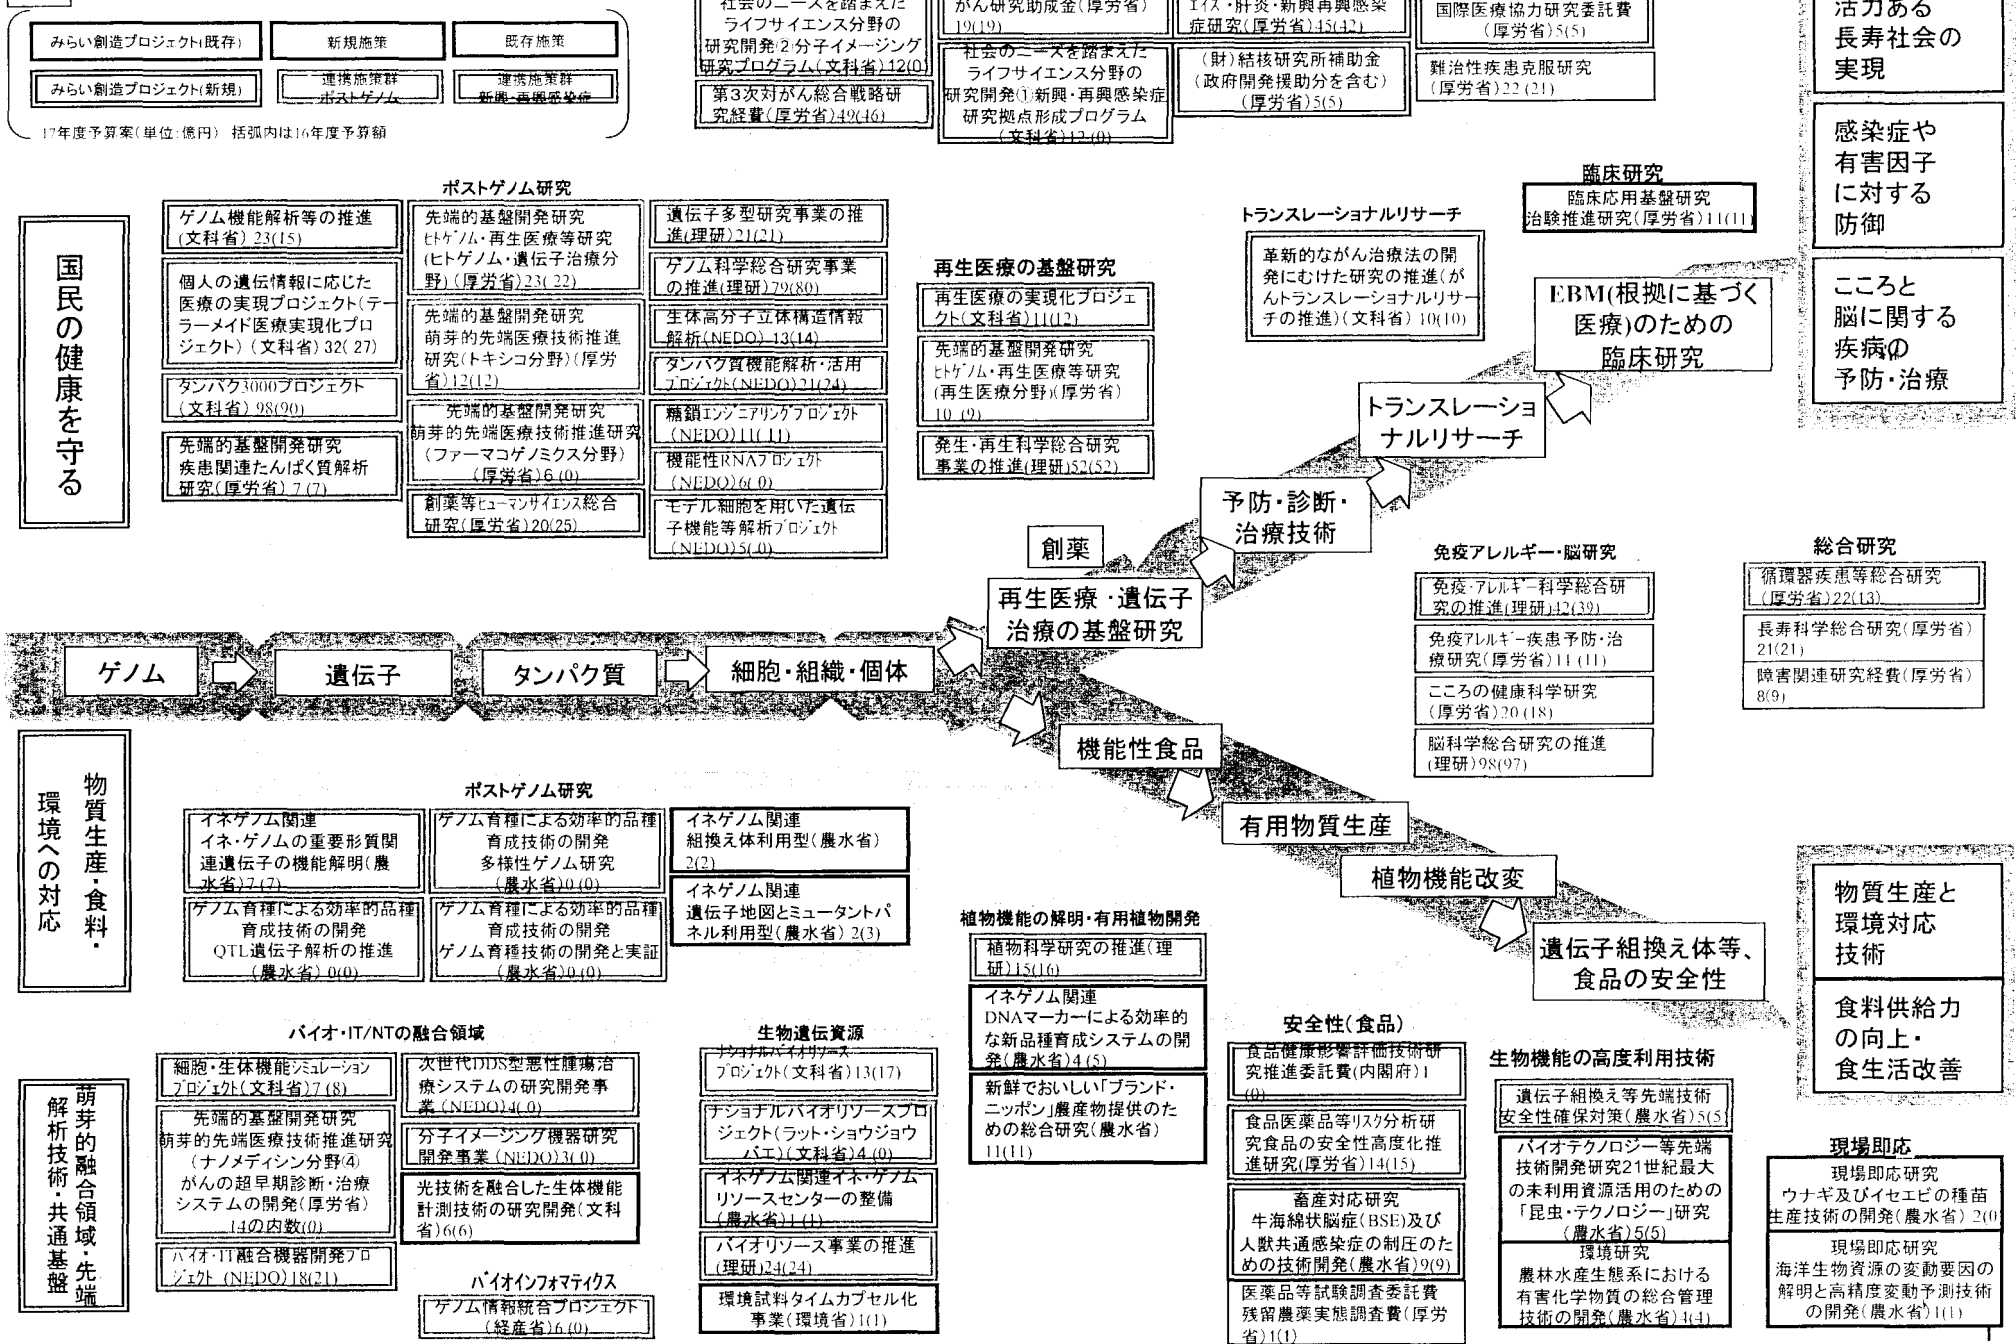 みらい創造プロジェクト(既存)
新規施策
既存施策
みらい創造プロジェクト(新規)
連携施策群
ポストゲノム
連携施策群
新興・再興感染症
17年度予算案(単位:億円) 括弧内は16年度予算額
社会のニーズを踏まえた
ライフサイエンス分野の
研究開発②分子イメージング
研究プログラム(文科省)12(0)
第3次対がん総合戦略研
究経費(厚労省)49(46)
がん研究助成金(厚労省)
19(19)
社会のニーズを踏まえた
ライフサイエンス分野の
研究開発①新興・再興感染症
研究拠点形成プログラム
(文科省)12(0)
エイズ・肝炎・新興再興感染
症研究(厚労省)45(42)
(財)結核研究所補助金
(政府開発援助分を含む)
(厚労省)5(5)
国際医療協力研究委託費
(厚労省)5(5)
難治性疾患克服研究
(厚労省)22(21)
活力ある
長寿社会の
実現
感染症や
有害因子
に対する
防御
こころと
脳に関する
疾病の
予防・治療
国民の健康を守る
ポストゲノム研究
ゲノム機能解析等の推進
(文科省) 23(15)
個人の遺伝情報に応じた
医療の実現プロジェクト(テー
ラーメイド医療実現化プロ
ジェクト) (文科省) 32( 27)
タンパク3000プロジェクト
(文科省) 98(90)
先端的基盤開発研究
疾患関連たんぱく質解析
研究(厚労省) 7 (7)
先端的基盤開発研究
ヒトゲノム・再生医療等研究
(ヒトゲノム・遺伝子治療分
野) (厚労省)23( 22)
先端的基盤開発研究
萌芽的先端医療技術推進
研究(トキシコ分野)(厚労
省)12(12)
先端的基盤開発研究
萌芽的先端医療技術推進研究
(ファーマコゲノミクス分野)
(厚労省)6 (0)
創薬等ヒューマンサイエンス総合
研究(厚労省)20(25)
遺伝子多型研究事業の推
進(理研)21(21)
ゲノム科学総合研究事業
の推進(理研)79(80)
生体高分子立体構造情報
解析(NEDO) 13(14)
タンパク質機能解析・活用
プロジェクト(NEDO)21(24)
糖鎖エンジニアリングプロジェクト
(NEDO)11( 11)
機能性RNAプロジェクト
(NEDO)6( 0)
モデル細胞を用いた遺伝
子機能等解析プロジェクト
(NEDO)5( 0)
再生医療の基盤研究
再生医療の実現化プロジェ
クト(文科省)11(12)
先端的基盤開発研究
ヒトゲノム・再生医療等研究
(再生医療分野)(厚労省)
10 (9)
発生・再生科学総合研究
事業の推進(理研)52(52)
トランスレーショナルリサーチ
革新的ながん治療法の開
発にむけた研究の推進(が
んトランスレーショナルリサー
チの推進)(文科省) 10(10)
臨床研究
臨床応用基盤研究
治験推進研究(厚労省)11(11)
EBM(根拠に基づく
医療)のための
臨床研究
トランスレーショ
ナルリサーチ
予防・診断・
治療技術
創薬
再生医療・遺伝子
治療の基盤研究
ゲノム
遺伝子
タンパク質
細胞・組織・個体
機能性食品
有用物質生産
植物機能改変
遺伝子組換え体等、
食品の安全性
免疫アレルギー・脳研究
免疫・アレルギー科学総合研
究の推進(理研)42(39)
免疫アレルギー疾患予防・治
療研究(厚労省)11 (11)
こころの健康科学研究
(厚労省)20 (18)
脳科学総合研究の推進
(理研)98(97)
総合研究
循環器疾患等総合研究
(厚労省)22(13)
長寿科学総合研究(厚労省)
21(21)
障害関連研究経費(厚労省)
8(9)
物質生産・食料・
環境への対応
ポストゲノム研究
イネゲノム関連
イネ・ゲノムの重要形質関
連遺伝子の機能解明(農
水省)7 (7)
ゲノム育種による効率的品種
育成技術の開発
QTL遺伝子解析の推進
(農水省) 0(0)
ゲノム育種による効率的品種
育成技術の開発
多様性ゲノム研究
(農水省)0 (0)
ゲノム育種による効率的品種
育成技術の開発
ゲノム育種技術の開発と実証
(農水省)0 (0)
イネゲノム関連
組換え体利用型(農水省)
2(2)
イネゲノム関連
遺伝子地図とミュータントパ
ネル利用型(農水省) 2(3)
植物機能の解明・有用植物開発
植物科学研究の推進(理
研)15(16)
イネゲノム関連
DNAマーカーによる効率的
な新品種育成システムの開
発(農水省)4 (5)
新鮮でおいしい「ブランド・
ニッポン」農産物提供のた
めの総合研究(農水省)
11(11)
物質生産と
環境対応
技術
食料供給力
の向上・
食生活改善
萌芽的融合領域・先端
解析技術・共通基盤
バイオ・IT/NTの融合領域
細胞・生体機能シミュレーション
プロジェクト(文科省)7 (8)
先端的基盤開発研究
萌芽的先端医療技術推進研究
(ナノメディシン分野④
がんの超早期診断・治療
システムの開発(厚労省)
14の内数(0)
バイオ・IT融合機器開発プロ
ジェクト (NEDO)18(21)
次世代DDS型悪性腫瘍治
療システムの研究開発事
業 (NEDO)4( 0)
分子イメージング機器研究
開発事業 (NEDO)3( 0)
光技術を融合した生体機能
計測技術の研究開発(文科
省)6(6)
バイオインフォマティクス
ゲノム情報統合プロジェクト
(経産省)6 (0)
生物遺伝資源
ナショナルバイオリソース
プロジェクト(文科省)13(17)
ナショナルバイオリソースプロ
ジェクト(ラット・ショウジョウ
バエ)(文科省)4 (0)
イネゲノム関連イネ・ゲノム
リソースセンターの整備
(農水省)1 (1)
バイオリソース事業の推進
(理研)24(24)
環境試料タイムカプセル化
事業(環境省)1(1)
安全性(食品)
食品健康影響評価技術研
究推進委託費(内閣府)1
(0)
食品医薬品等リスク分析研
究食品の安全性高度化推
進研究(厚労省)14(15)
畜産対応研究
牛海綿状脳症(BSE)及び
人獣共通感染症の制圧のた
めの技術開発(農水省)9(9)
医薬品等試験調査委託費
残留農薬実態調査費(厚労
省)1(1)
生物機能の高度利用技術
遺伝子組換え等先端技術
安全性確保対策(農水省)5(5)
バイオテクノロジー等先端
技術開発研究21世紀最大
の未利用資源活用のための
「昆虫・テクノロジー」研究
(農水省)5(5)
環境研究
農林水産生態系における
有害化学物質の総合管理
技術の開発(農水省)4(4)
現場即応
現場即応研究
ウナギ及びイセエビの種苗
生産技術の開発(農水省) 2(0
現場即応研究
海洋生物資源の変動要因の
解明と高精度変動予測技術
の開発(農水省)1(1)
1